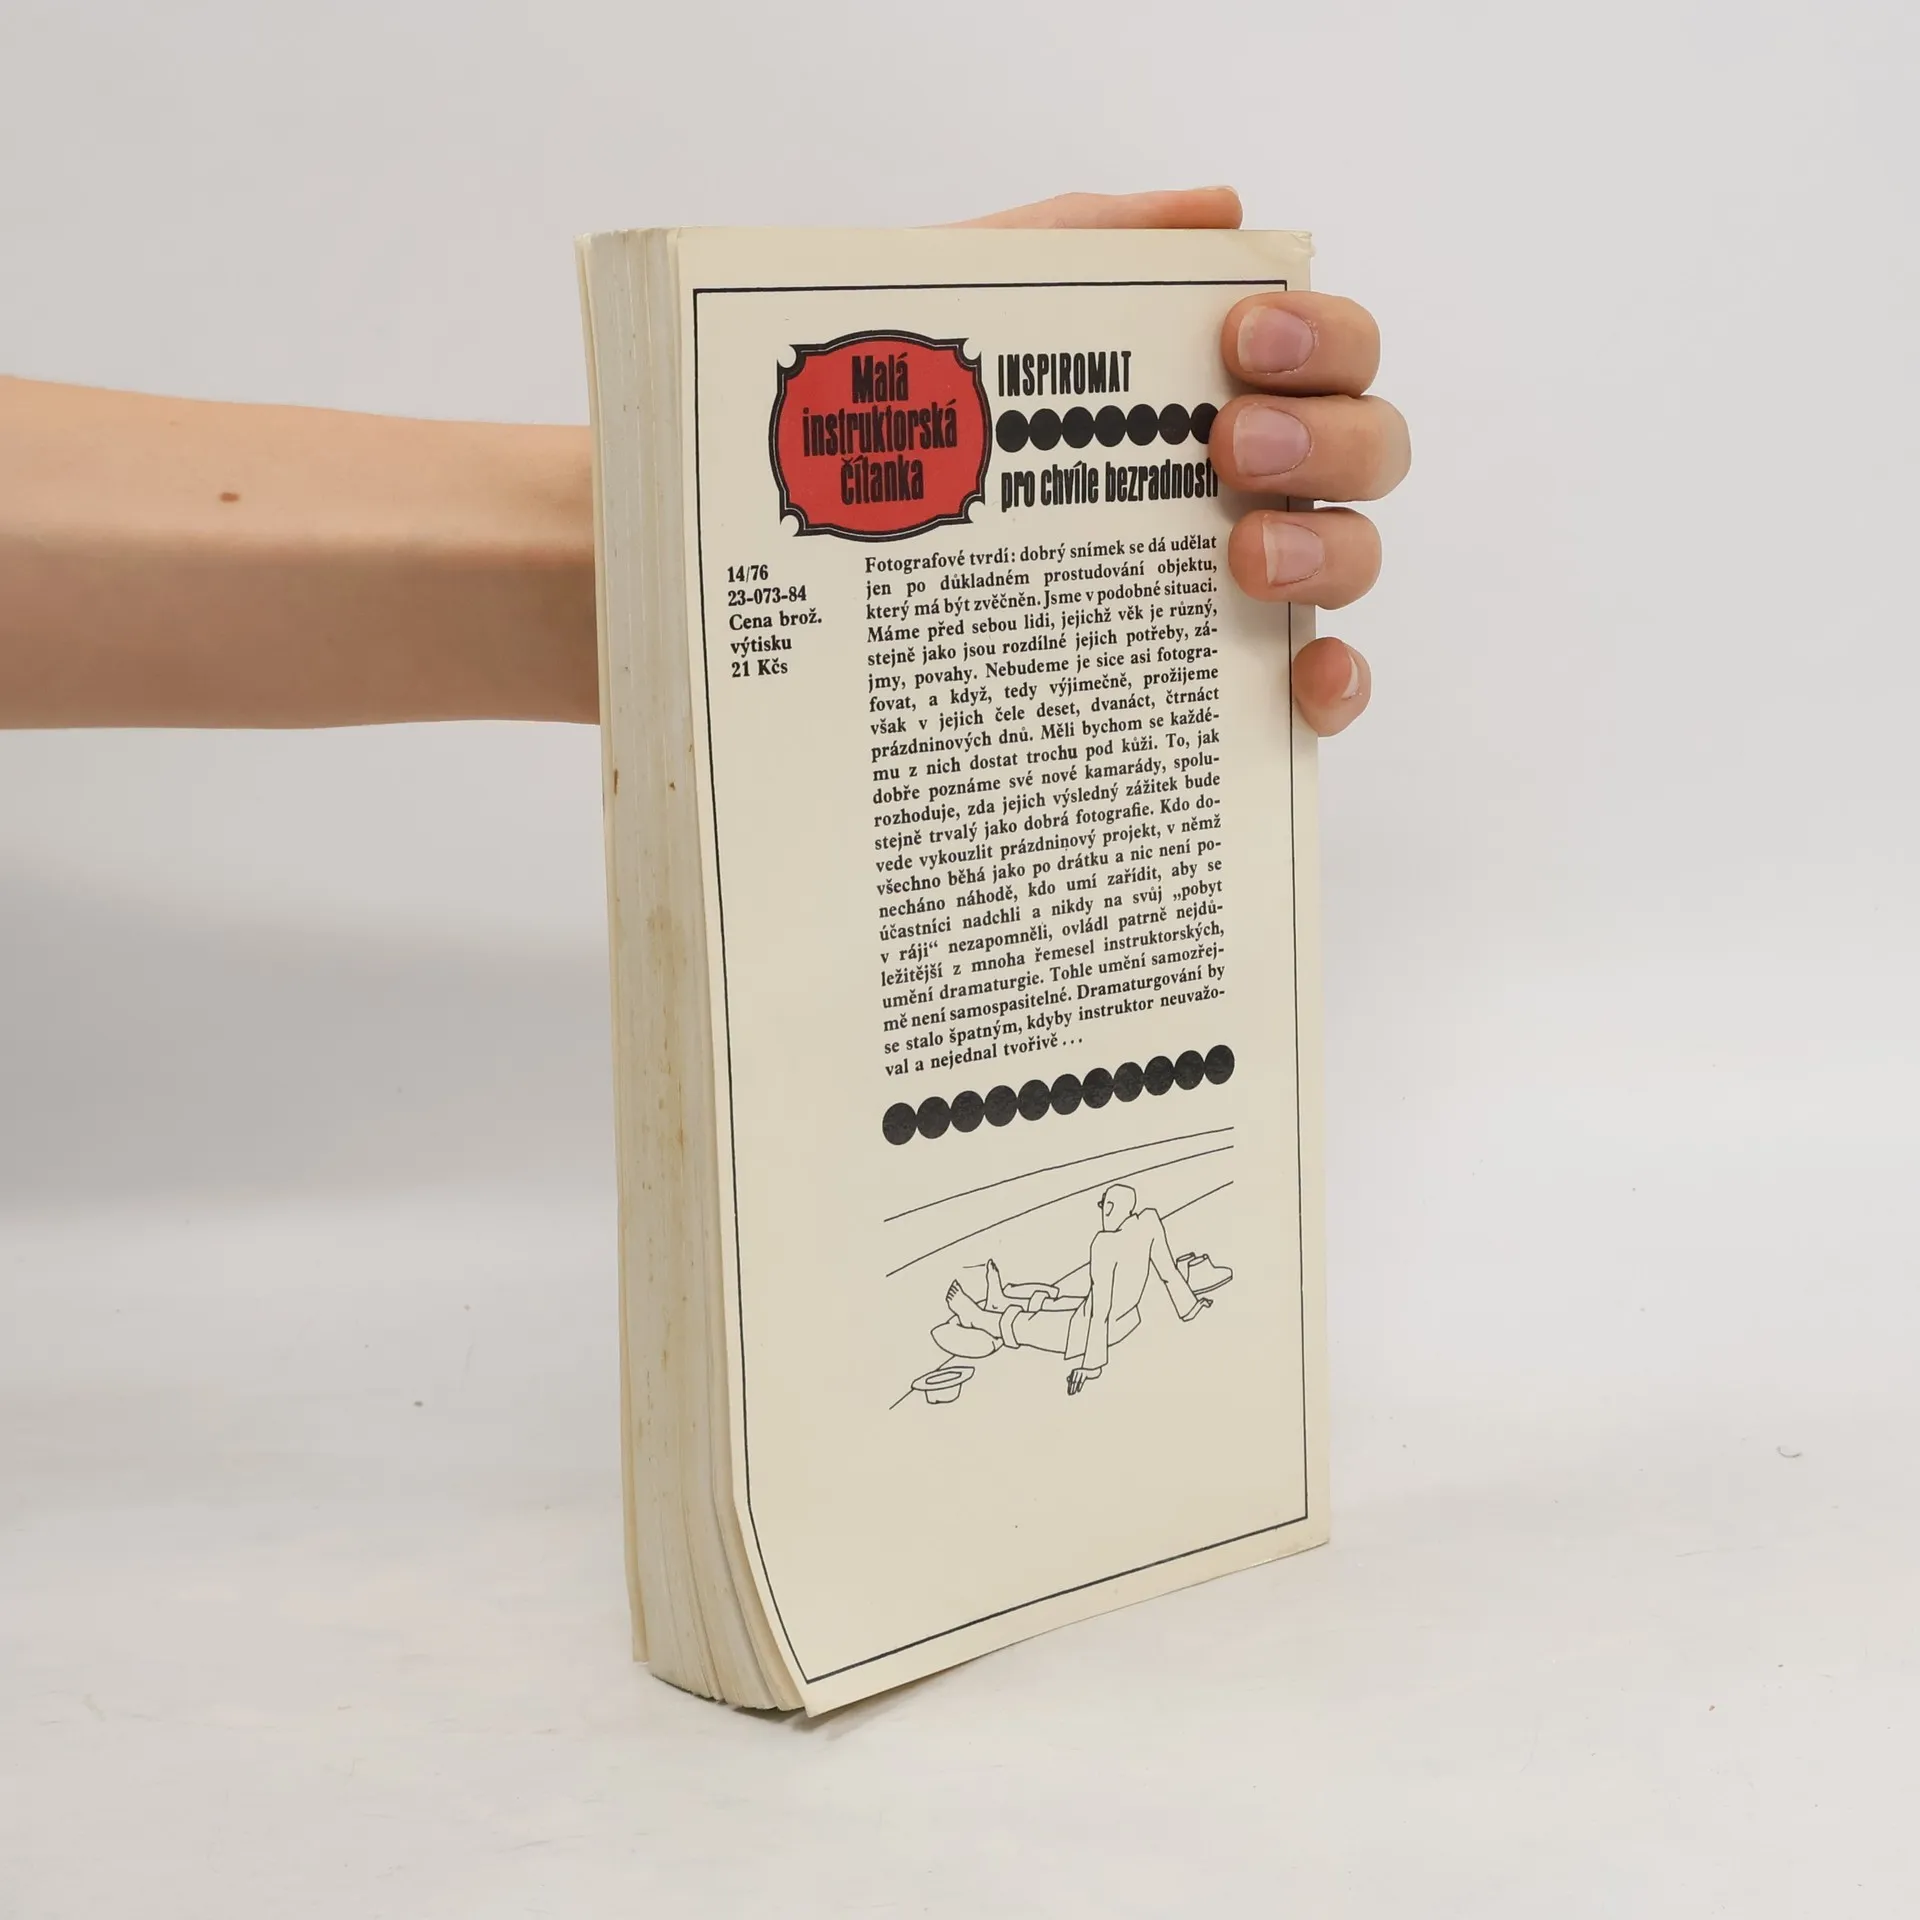 Malá
instruktorská
čítanka
INSPIROMAT
pro chvíle bezradnosti
14/76
23-073-84
Cena brož.
výtisku
21 Kčs
Fotografové tvrdí: dobrý snímek se dá udělat
jen po důkladném prostudování objektu,
který má být zvěčněn. Jsme v podobné situaci.
Máme před sebou lidi, jejichž věk je různý,
stejně jako jsou rozdílné jejich potřeby, zá-
jmy, povahy. Nebudeme je sice asi fotogra-
fovat, a když, tedy výjimečně, prožijeme
však v jejich čele deset, dvanáct, čtrnáct
prázdninových dnů. Měli bychom se každé-
mu z nich dostat trochu pod kůži. To, jak
dobře poznáme své nové kamarády, spolu-
rozhoduje, zda jejich výsledný zážitek bude
stejně trvalý jako dobrá fotografie. Kdo do-
vede vykouzlit prázdninový projekt, v němž
všechno běhá jako po drátku a nic není po-
necháno náhodě, kdo umí zařídit, aby se
účastníci nadchli a nikdy na svůj „pobyt
v ráji“ nezapomněli, ovládl patrně nejdů-
ležitější z mnoha řemesel instruktorských,
umění dramaturgie. Tohle umění samozřej-
mě není samospasitelné. Dramaturgování by
se stalo špatným, kdyby instruktor neuvažo-
val a nejednal tvořivě...